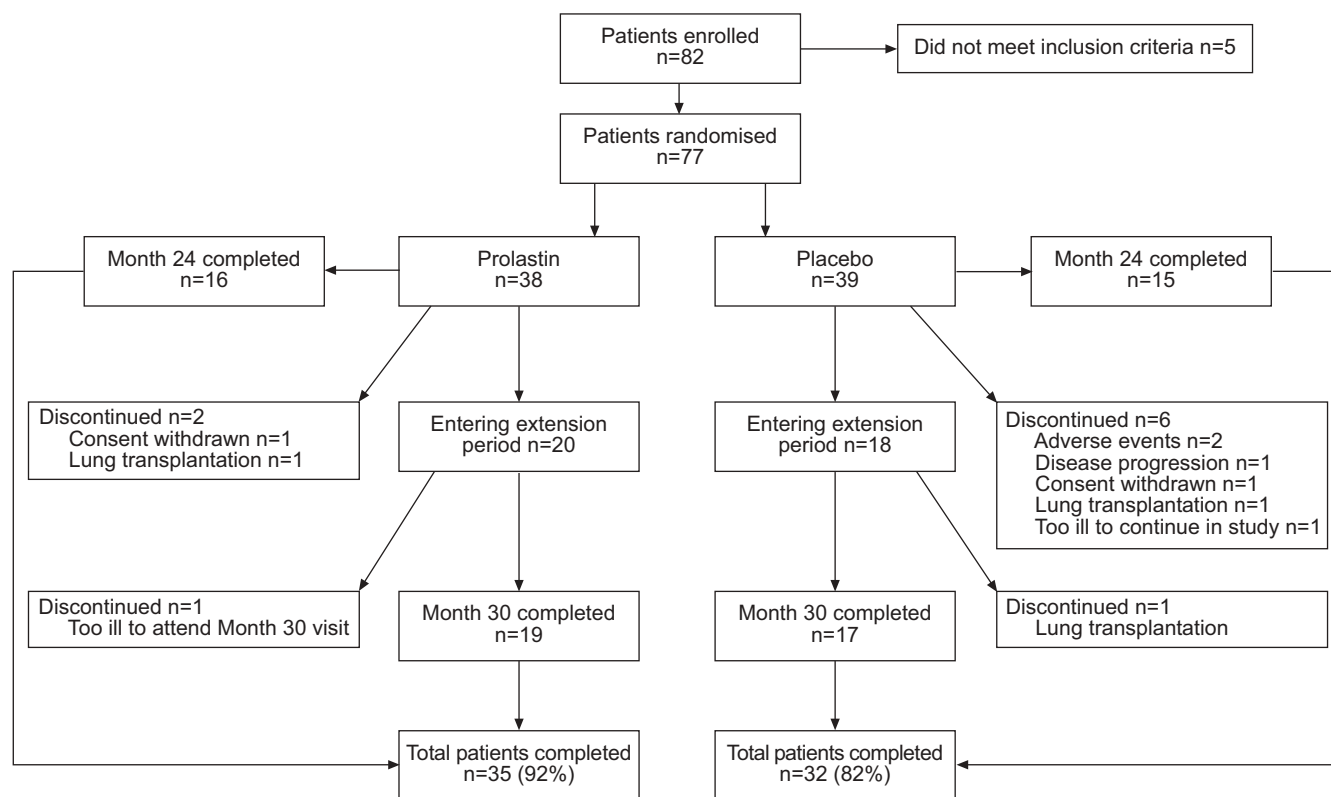 Patients enrolled
n=82
Did not meet inclusion criteria n=5
Patients randomised
n=77
Month 24 completed
n=16
Prolastin
n=38
Placebo
n=39
Month 24 completed
n=15
Discontinued n=2
Consent withdrawn n=1
Lung transplantation n=1
Entering extension
period n=20
Entering extension
period n=18
Discontinued n=6
Adverse events n=2
Disease progression n=1
Consent withdrawn n=1
Lung transplantation n=1
Too ill to continue in study n=1
Discontinued n=1
Too ill to attend Month 30 visit
Month 30 completed
n=19
Month 30 completed
n=17
Discontinued n=1
Lung transplantation
Total patients completed
n=35 (92%)
Total patients completed
n=32 (82%)